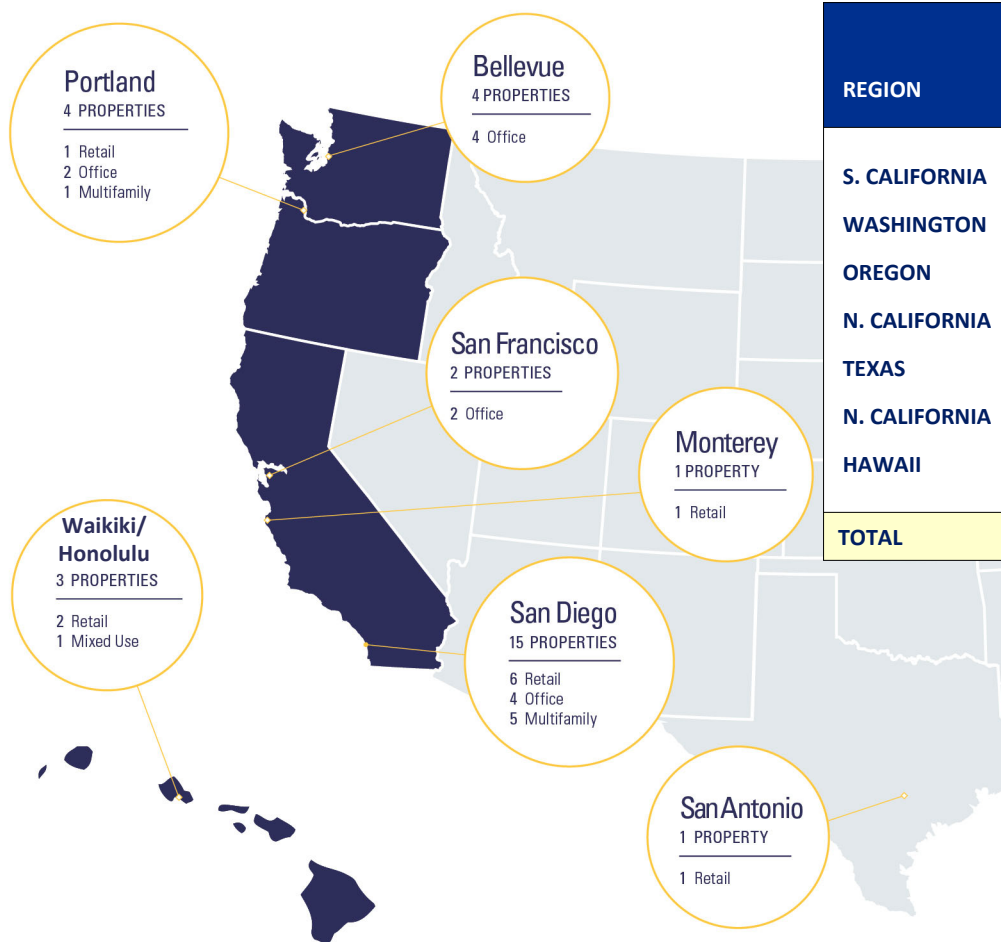 Portland
4 PROPERTIES
1 Retail
2 Office
1 Multifamily
Bellevue
4 PROPERTIES
4 Office
San Francisco
2 PROPERTIES
2 Office
Monterey
1 PROPERTY
1 Retail
Waikiki/
Honolulu
3 PROPERTIES
2 Retail
1 Mixed Use
San Diego
15 PROPERTIES
6 Retail
4 Office
5 Multifamily
San Antonio
1 PROPERTY
1 Retail
REGION
S. CALIFORNIA
WASHINGTON
OREGON
N. CALIFORNIA
TEXAS
N. CALIFORNIA
HAWAII
TOTAL